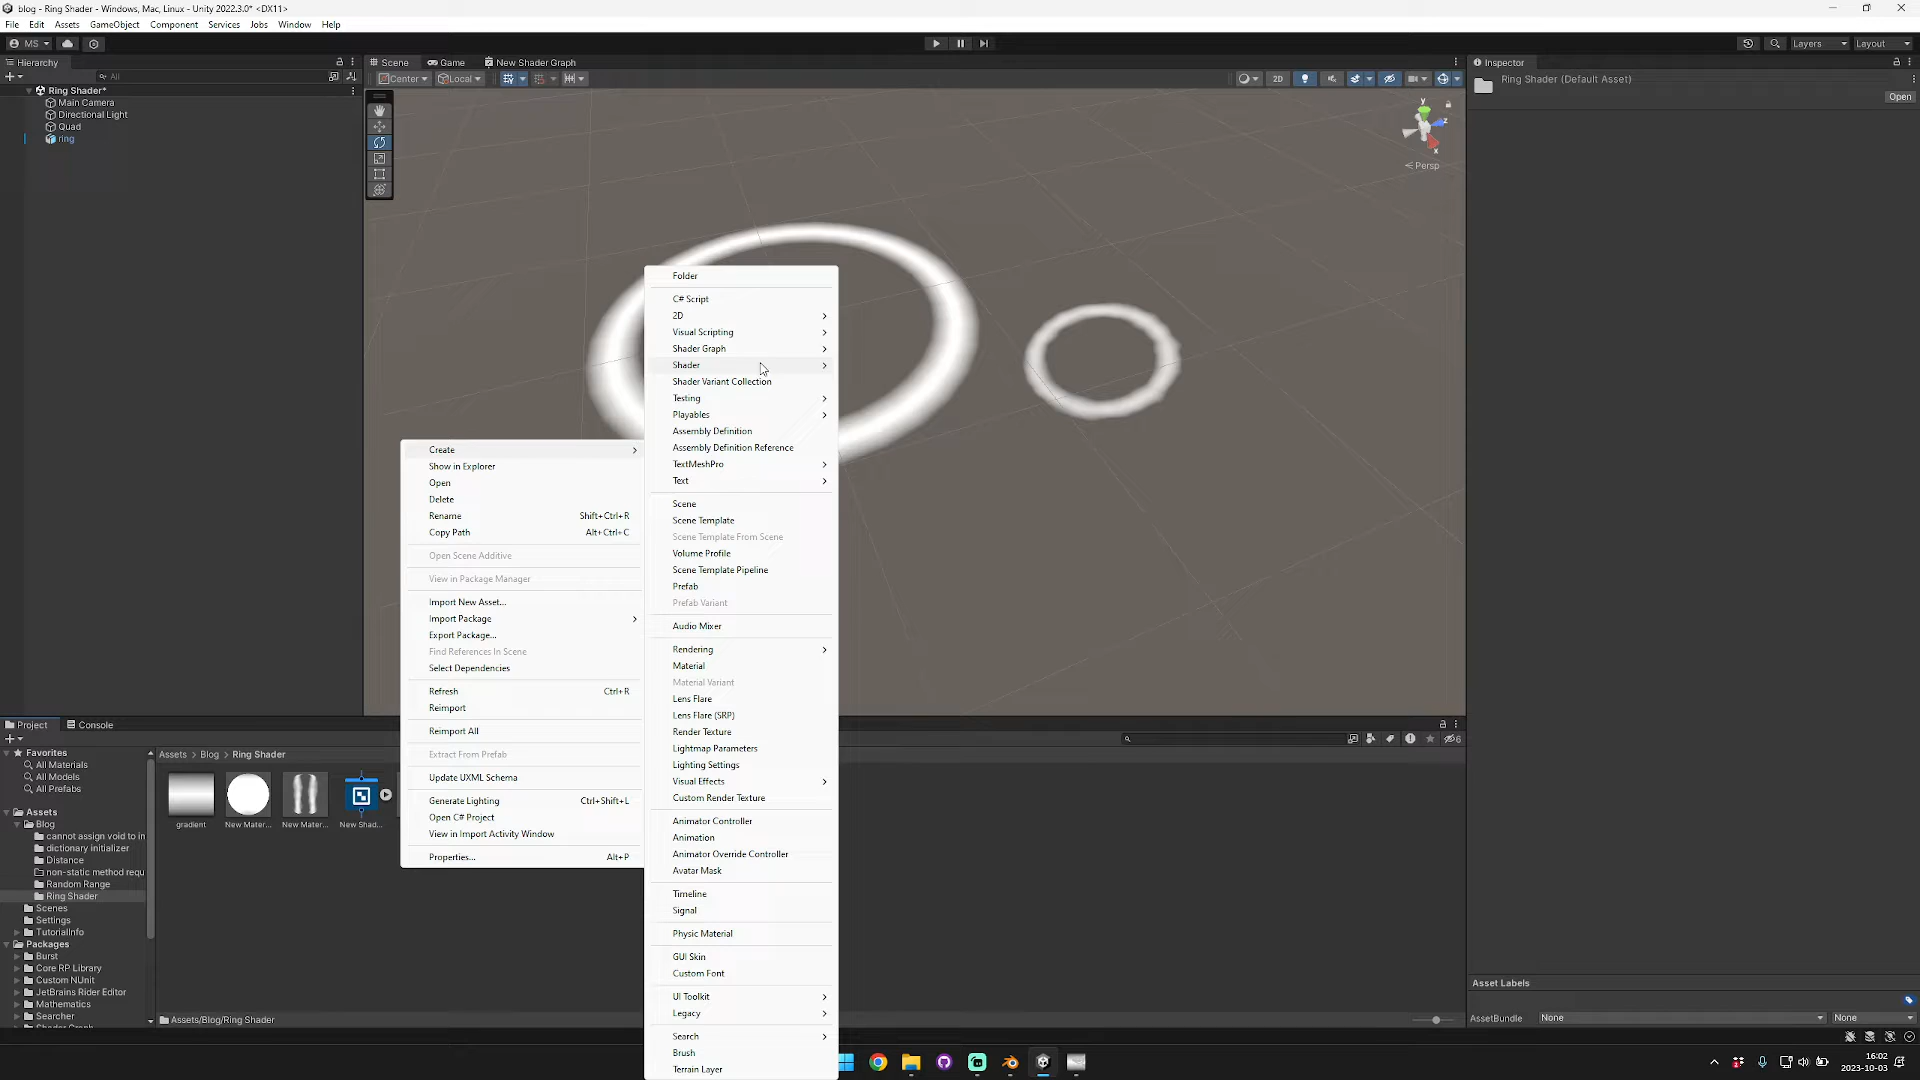 blog - Ring Shader - Windows, Mac, Linux - Unity 2022.3.0* <DX11>
File Edit Assets GameObject Component Services Jobs Window Help
MS
Layers Layout
Hierarchy
Scene Game New Shader Graph
Inspector
All
Center Local
2D
Ring Shader (Default Asset)
Open
Ring Shader*
Main Camera
Directional Light
Quad
ring
y
z
x
Persp
Folder
C# Script
2D
Visual Scripting
Shader Graph
Shader
Shader Variant Collection
Testing
Playables
Assembly Definition
Assembly Definition Reference
TextMeshPro
Text
Scene
Scene Template
Scene Template From Scene
Volume Profile
Scene Template Pipeline
Prefab
Prefab Variant
Audio Mixer
Rendering
Material
Material Variant
Lens Flare
Lens Flare (SRP)
Render Texture
Lightmap Parameters
Lighting Settings
Visual Effects
Custom Render Texture
Animator Controller
Animation
Animator Override Controller
Avatar Mask
Timeline
Signal
Physic Material
GUI Skin
Custom Font
UI Toolkit
Legacy
Search
Brush
Terrain Layer
Create
Show in Explorer
Open
Delete
Rename Shift+Ctrl+R
Copy Path Alt+Ctrl+C
Open Scene Additive
View in Package Manager
Import New Asset...
Import Package
Export Package...
Find References In Scene
Select Dependencies
Refresh Ctrl+R
Reimport
Reimport All
Extract From Prefab
Update UXML Schema
Generate Lighting Ctrl+Shift+L
Open C# Project
View in Import Activity Window
Properties... Alt+P
Project Console
6
Favorites
All Materials
All Models
All Prefabs
Assets
Blog
cannot assign void to in
dictionary initializer
Distance
non-static method requ
Random Range
Ring Shader
Scenes
Settings
TutorialInfo
Packages
Burst
Core RP Library
Custom NUnit
JetBrains Rider Editor
Mathematics
Searcher
Shader Graph
Assets > Blog > Ring Shader
gradient New Mater... New Mater... New Shad...
Assets/Blog/Ring Shader
Asset Labels
AssetBundle None None
16:02
2023-10-03